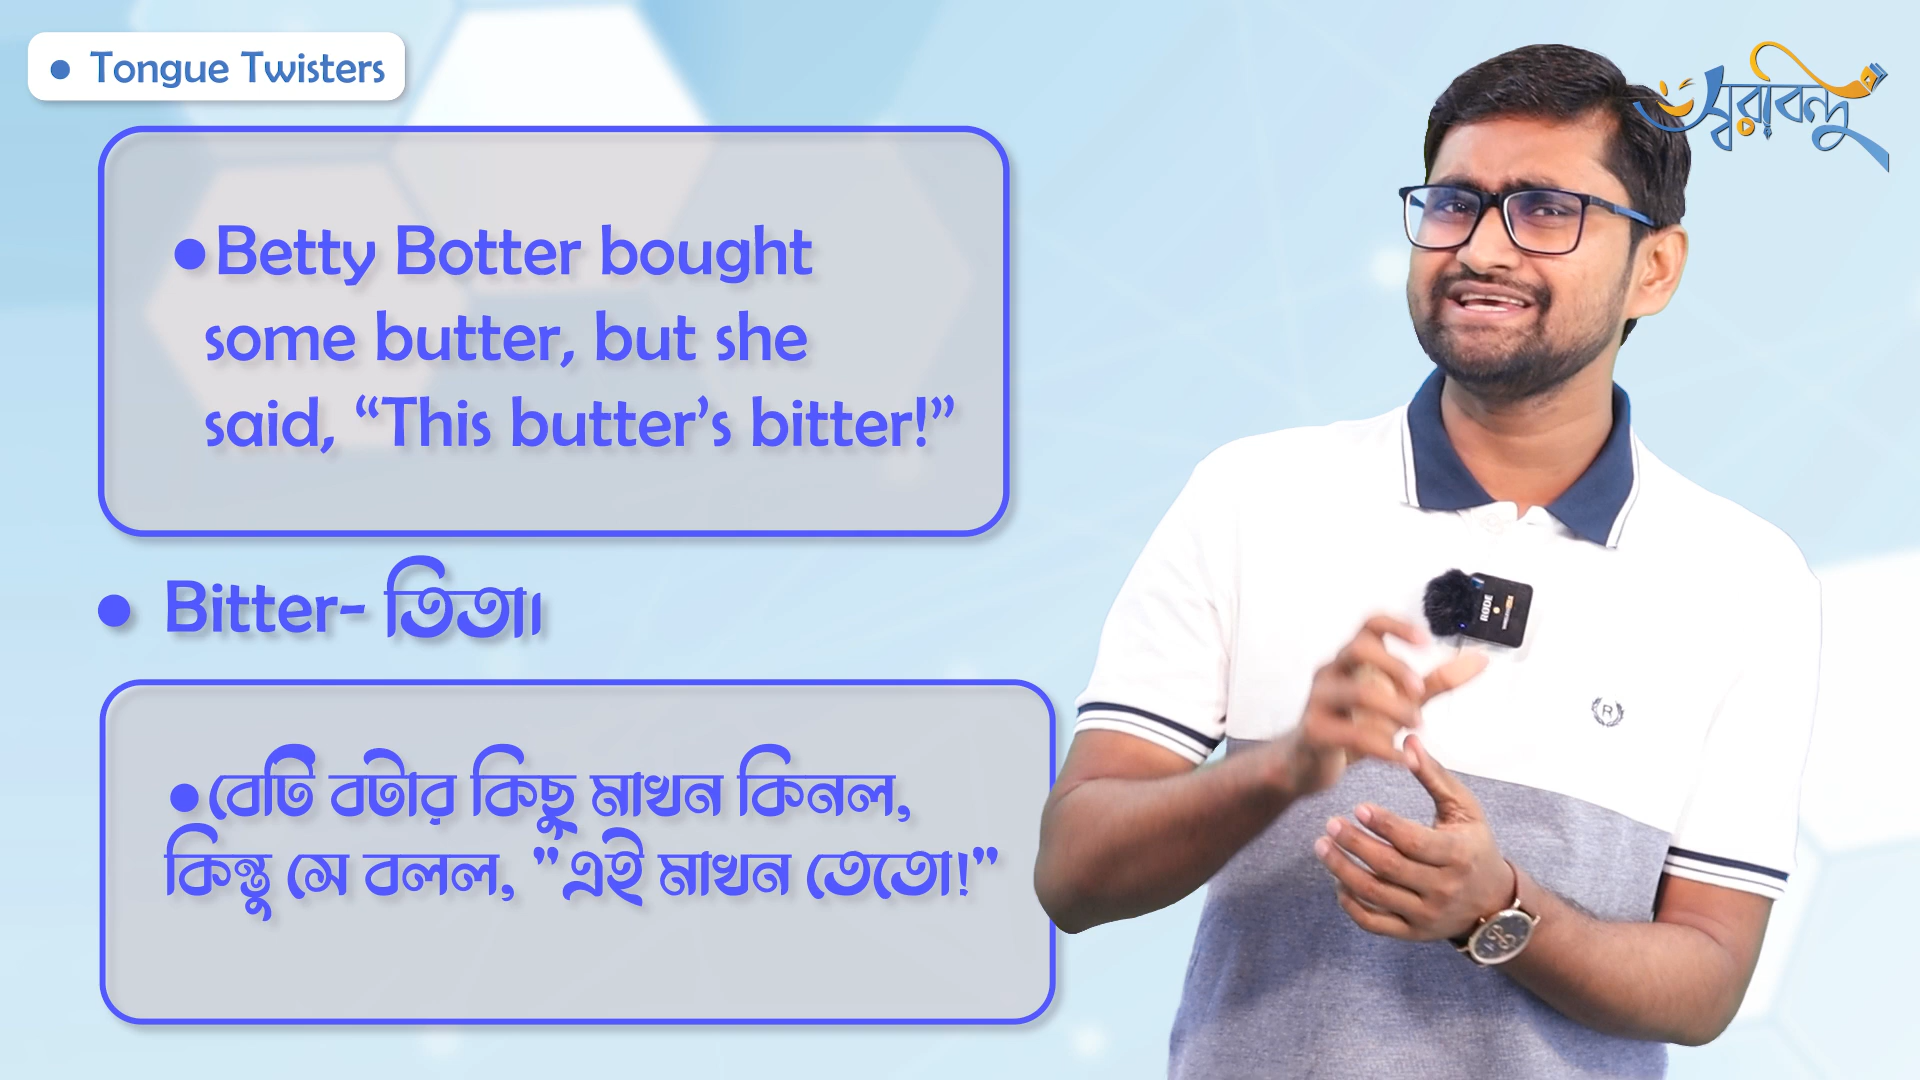 • Tongue Twisters
স্বরবিন্দু
• Betty Botter bought
some butter, but she
said, “This butter’s bitter!”
• Bitter- তিতা।
• বেটি বটার কিছু মাখন কিনল,
কিন্তু সে বলল, "এই মাখন তেতো!"
RODE
R